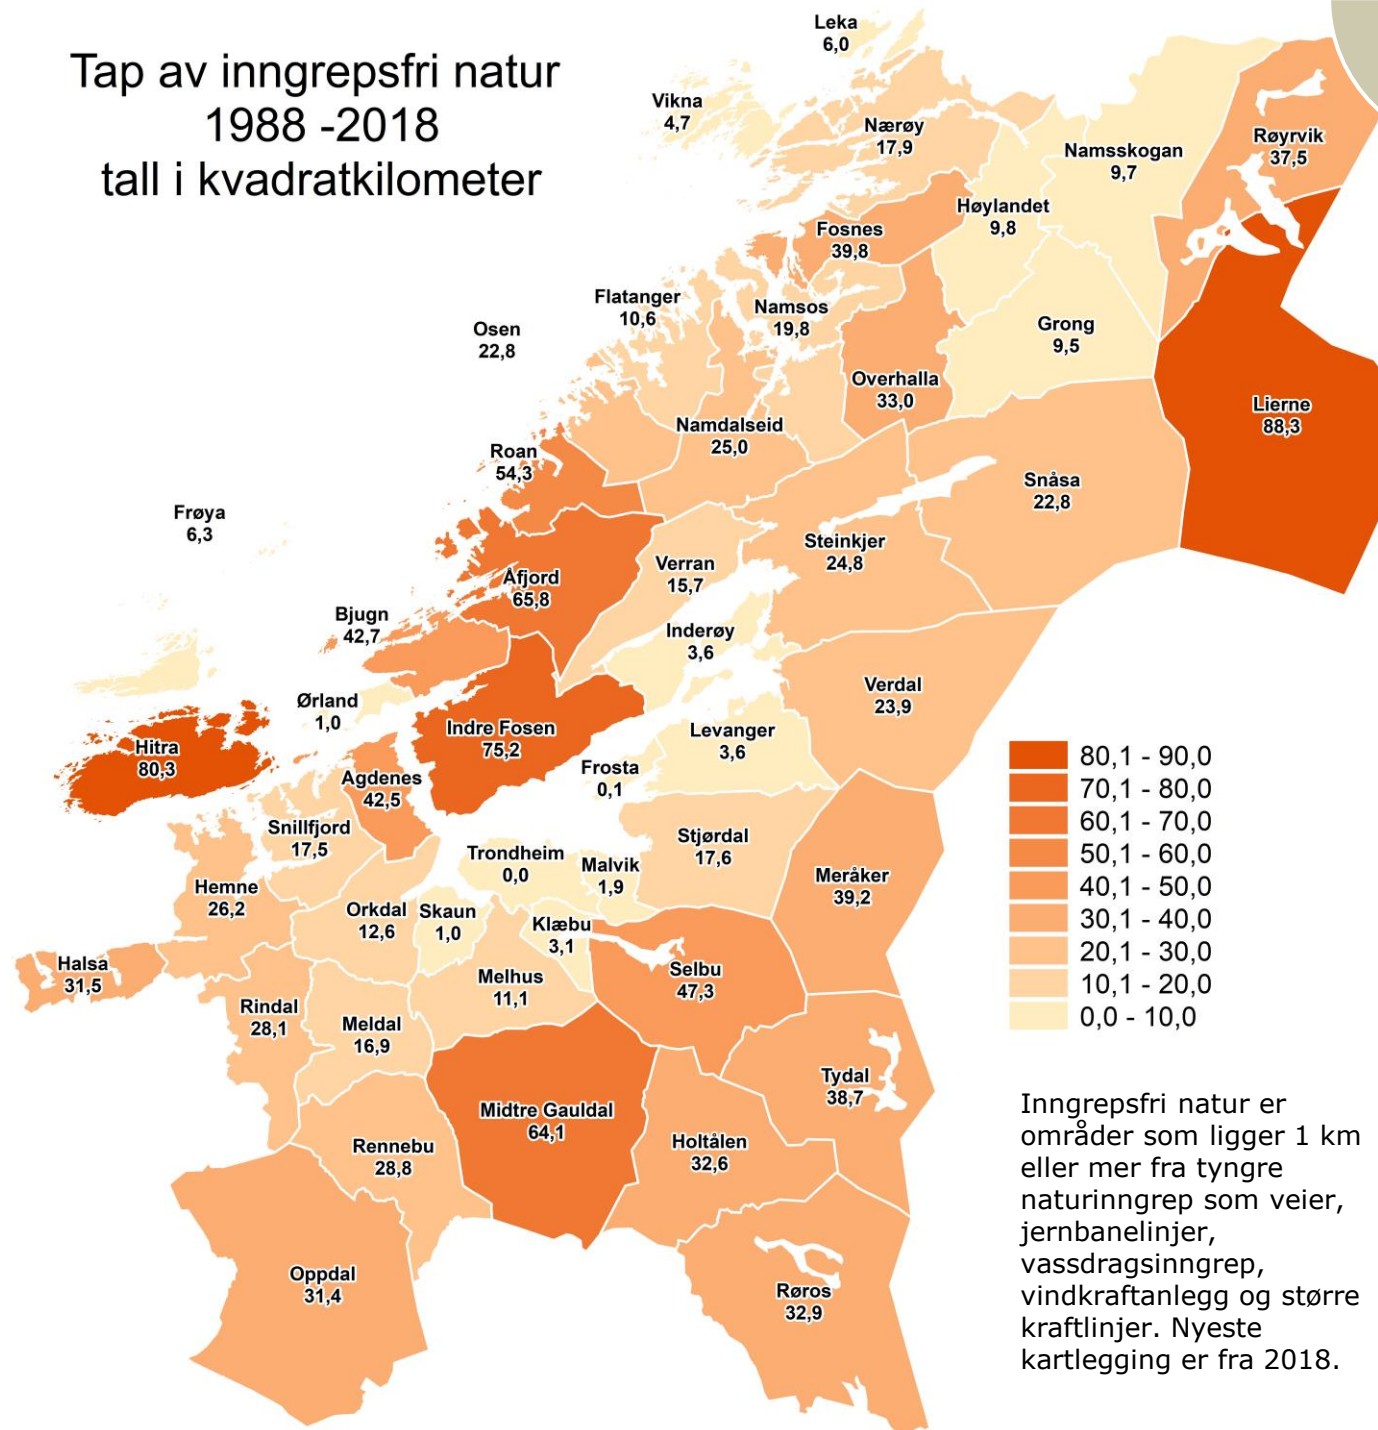 Tap av inngrepsfri natur
1988 -2018
tall i kvadratkilometer
Leka
6,0
Vikna
4,7
Nærøy
17,9
Namsskogan
9,7
Røyrvik
37,5
Høylandet
9,8
Fosnes
39,8
Flatanger
10,6
Namsos
19,8
Osen
22,8
Grong
9,5
Overhalla
33,0
Lierne
88,3
Namdalseid
25,0
Roan
54,3
Snåsa
22,8
Frøya
6,3
Steinkjer
24,8
Verran
15,7
Åfjord
65,8
Bjugn
42,7
Inderøy
3,6
Verdal
23,9
Ørland
1,0
Indre Fosen
75,2
Levanger
3,6
Hitra
80,3
Frosta
0,1
Agdenes
42,5
Snillfjord
17,5
Stjørdal
17,6
Trondheim
0,0
Malvik
1,9
Meråker
39,2
Hemne
26,2
Orkdal
12,6
Skaun
1,0
Klæbu
3,1
Halsa
31,5
Melhus
11,1
Selbu
47,3
Rindal
28,1
Meldal
16,9
Tydal
38,7
Midtre Gauldal
64,1
Rennebu
28,8
Holtålen
32,6
Oppdal
31,4
Røros
32,9
80,1 - 90,0
70,1 - 80,0
60,1 - 70,0
50,1 - 60,0
40,1 - 50,0
30,1 - 40,0
20,1 - 30,0
10,1 - 20,0
0,0 - 10,0
Inngrepsfri natur er
områder som ligger 1 km
eller mer fra tyngre
naturinngrep som veier,
jernbanelinjer,
vassdragsinngrep,
vindkraftanlegg og større
kraftlinjer. Nyeste
kartlegging er fra 2018.